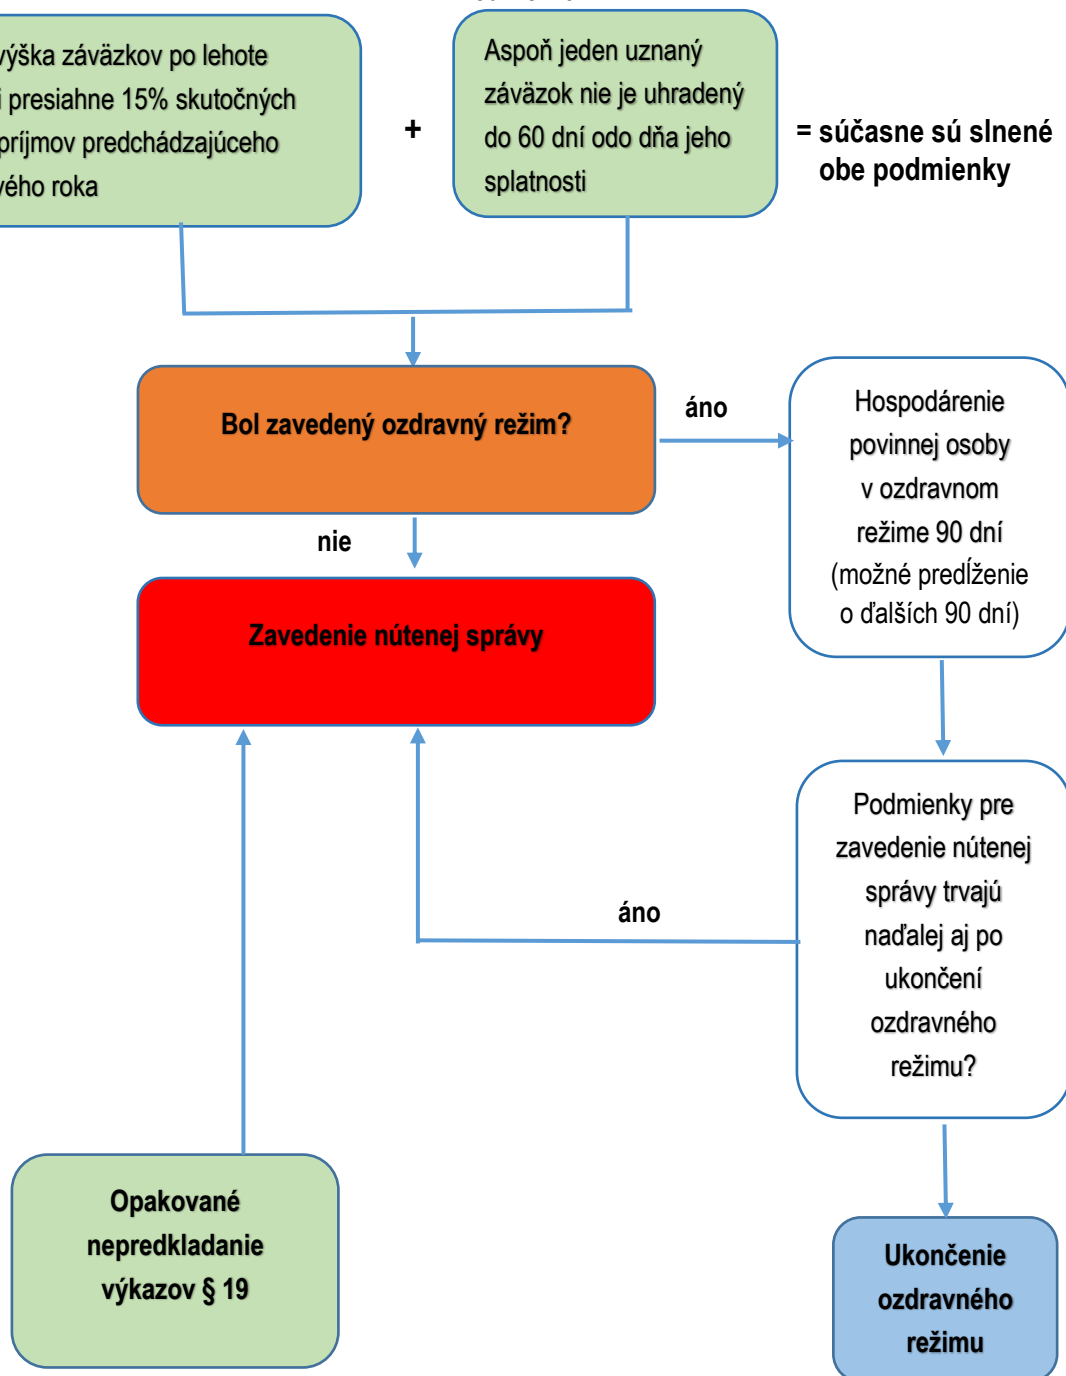 výška záväzkov po lehote
presiahne 15% skutočných
príjmov predchádzajúceho
roka
+
Aspoň jeden uznaný
záväzok nie je uhradený
do 60 dní odo dňa jeho
splatnosti
= súčasne sú slnené
obe podmienky
Bol zavedený ozdravný režim?
áno
Hospodárenie
povinnej osoby
v ozdravnom
režime 90 dní
(možné predĺženie
o ďalších 90 dní)
nie
Zavedenie nútenej správy
Podmienky pre
zavedenie nútenej
správy trvajú
naďalej aj po
ukončení
ozdravného
režimu?
áno
Opakované
nepredkladanie
výkazov § 19
Ukončenie
ozdravného
režimu